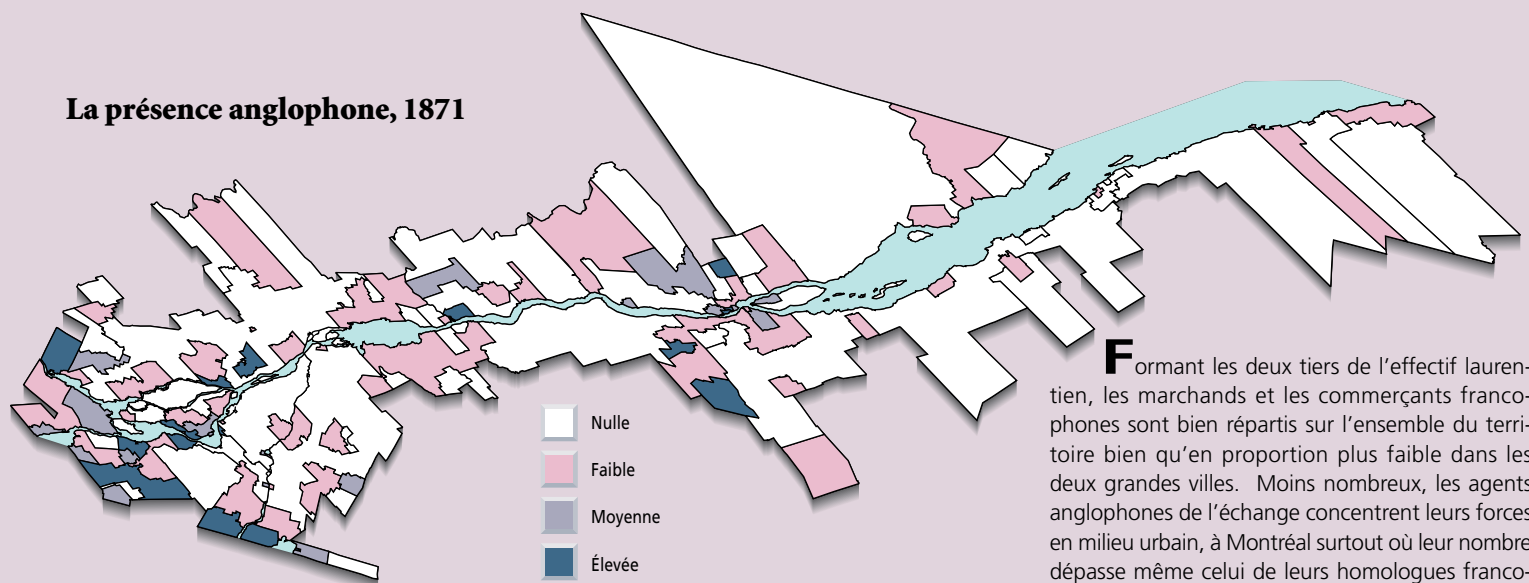 La présence anglophone, 1871
Nulle
Faible
Moyenne
Élevée
Formant les deux tiers de l'effectif lauren-
tien, les marchands et les commerçants franco-
phones sont bien répartis sur l'ensemble du terri-
toire bien qu'en proportion plus faible dans les
deux grandes villes. Moins nombreux, les agents
anglophones de l'échange concentrent leurs forces
en milieu urbain, à Montréal surtout où leur nombre
dépasse même celui de leurs homologues franco-